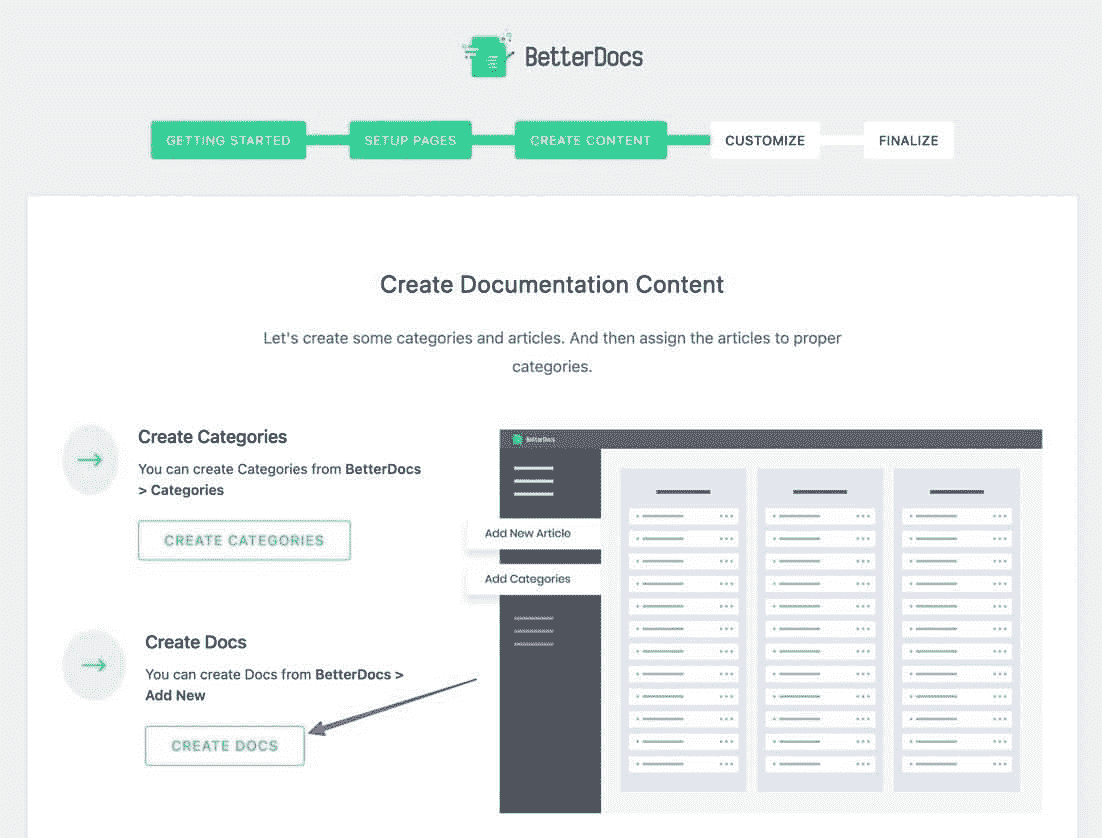 BetterDocs
GETTING STARTED
SETUP PAGES
CREATE CONTENT
CUSTOMIZE
FINALIZE
Create Documentation Content
Let's create some categories and articles. And then assign the articles to proper
categories.
Create Categories
You can create Categories from BetterDocs
> Categories
CREATE CATEGORIES
Create Docs
You can create Docs from BetterDocs >
Add New
CREATE DOCS
BetterDocs
Add New Article
Add Categories